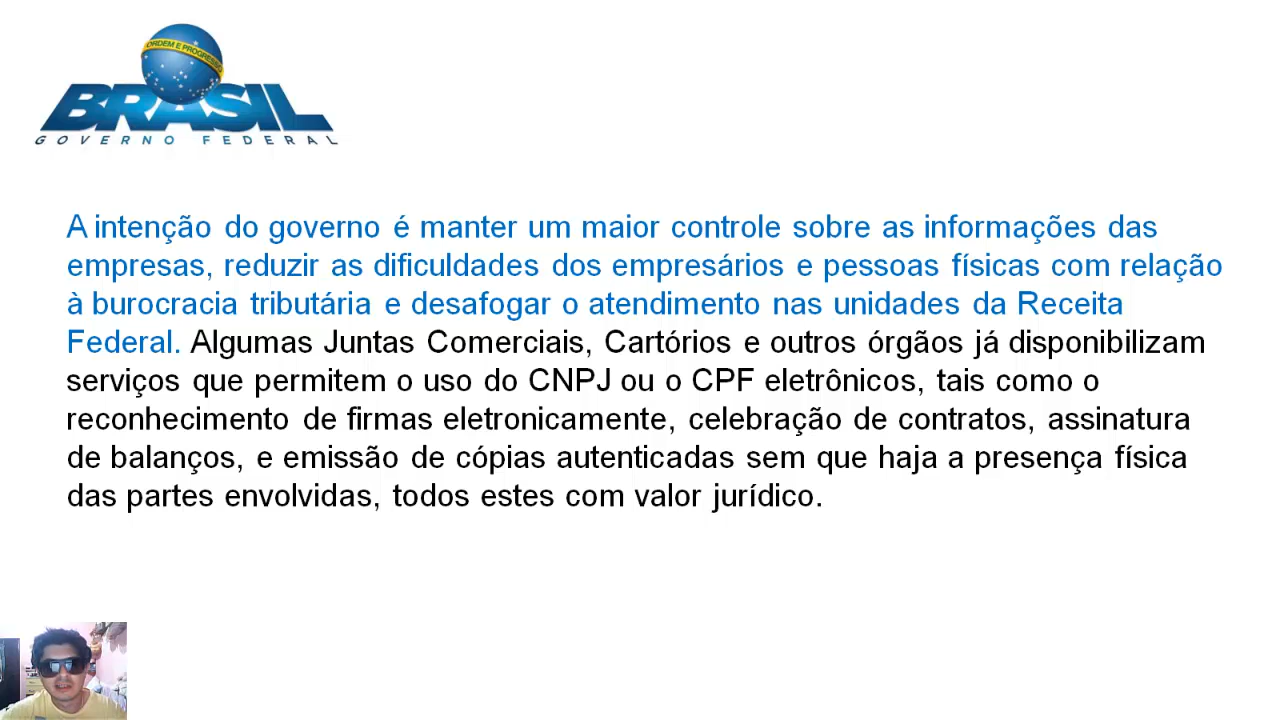 ORDEM E PROGRESSO
BRASIL
GOVERNO FEDERAL
A intenção do governo é manter um maior controle sobre as informações das
empresas, reduzir as dificuldades dos empresários e pessoas físicas com relação
à burocracia tributária e desafogar o atendimento nas unidades da Receita
Federal. Algumas Juntas Comerciais, Cartórios e outros órgãos já disponibilizam
serviços que permitem o uso do CNPJ ou o CPF eletrônicos, tais como o
reconhecimento de firmas eletronicamente, celebração de contratos, assinatura
de balanços, e emissão de cópias autenticadas sem que haja a presença física
das partes envolvidas, todos estes com valor jurídico.